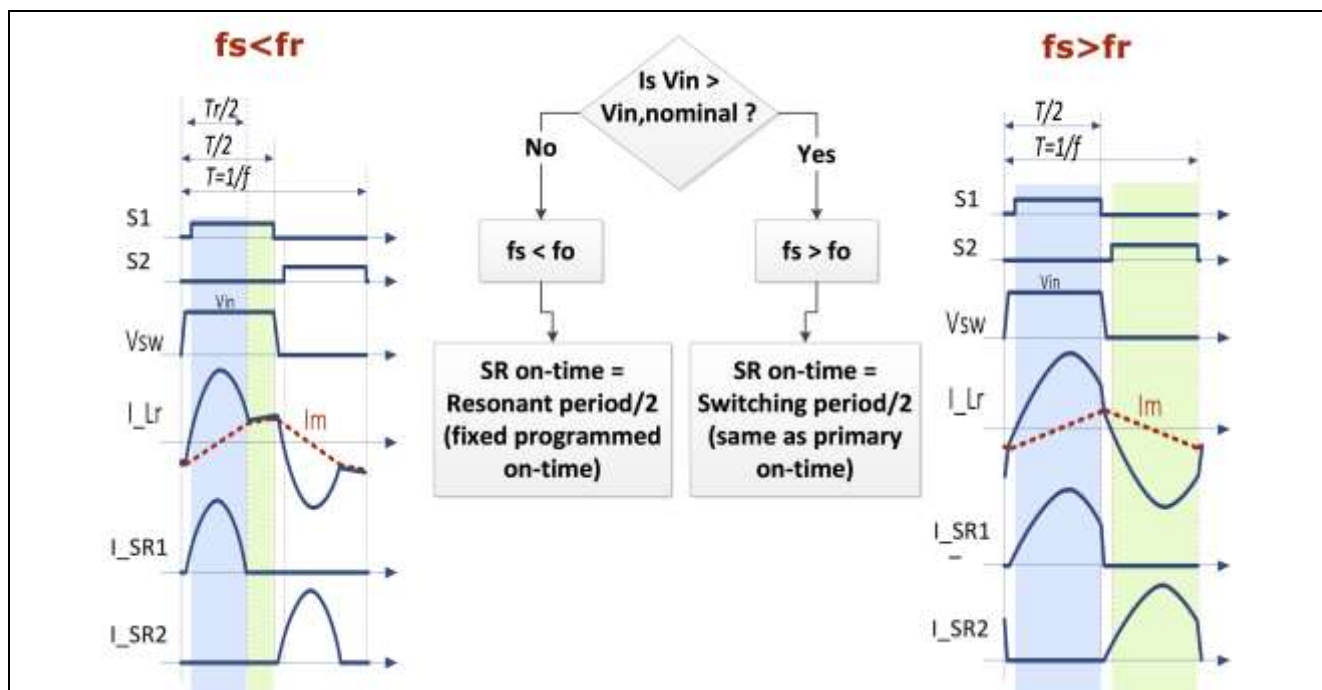 fs<fr
Tr/2
T/2
T=1/f
S1
S2
Vin
Vsw
I_Lr
Im
I_SR1
I_SR2
Is Vin >
Vin,nominal ?
No
Yes
fs < fo
fs > fo
SR on-time =
Resonant period/2
(fixed programmed
on-time)
SR on-time =
Switching period/2
(same as primary
on-time)
fs>fr
T/2
T=1/f
S1
S2
Vin
Vsw
I_Lr
Im
I_SR1
I_SR2